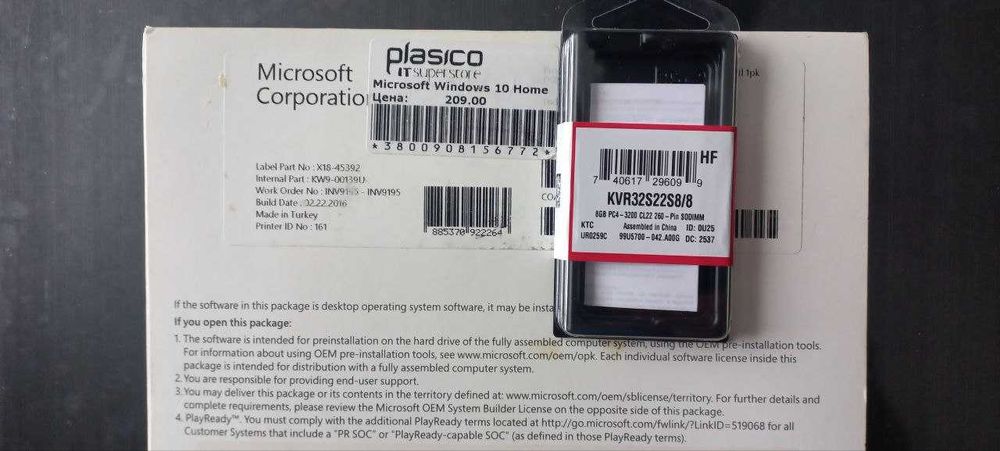 plasico
IT superstore
Microsoft Windows 10 Home
Цена: 209.00
*3800908156772*
Microsoft
Corporatio
1pk
Label Part No : X18-45392
Internal Part : KW9-00139U
Work Order No : - INV9195
Build Date : 02.22.2016
Made in Turkey
Printer ID No : 161
885370 922264
CO
HF
7 40617 29609 9
KVR32S22S8/8
8GB PC4-3200 CL22 260-Pin SODIMM
KTC Assembled in China ID: 0U25
UR0259C 99U5700-042.A00G DC: 2537
If the software in this package is desktop operating system software, it may be insta
If you open this package:
1. The software is intended for preinstallation on the hard drive of the fully assembled computer system, using the OEM pre-installation tools.
For information about using OEM pre-installation tools, see www.microsoft.com/oem/opk. Each individual software license inside this
package is intended for distribution with a fully assembled computer system.
2. You are responsible for providing end-user support.
3. You may deliver this package or its contents in the territory defined at: www.microsoft.com/oem/sblicense/territory. For further details and
complete requirements, please review the Microsoft OEM System Builder License on the opposite side of this package.
4. PlayReady™. You must comply with the additional PlayReady terms located at http://go.microsoft.com/fwlink/?LinkID=519068 for all
Customer Systems that include a "PR SOC" or "PlayReady-capable SOC" (as defined in those PlayReady terms).